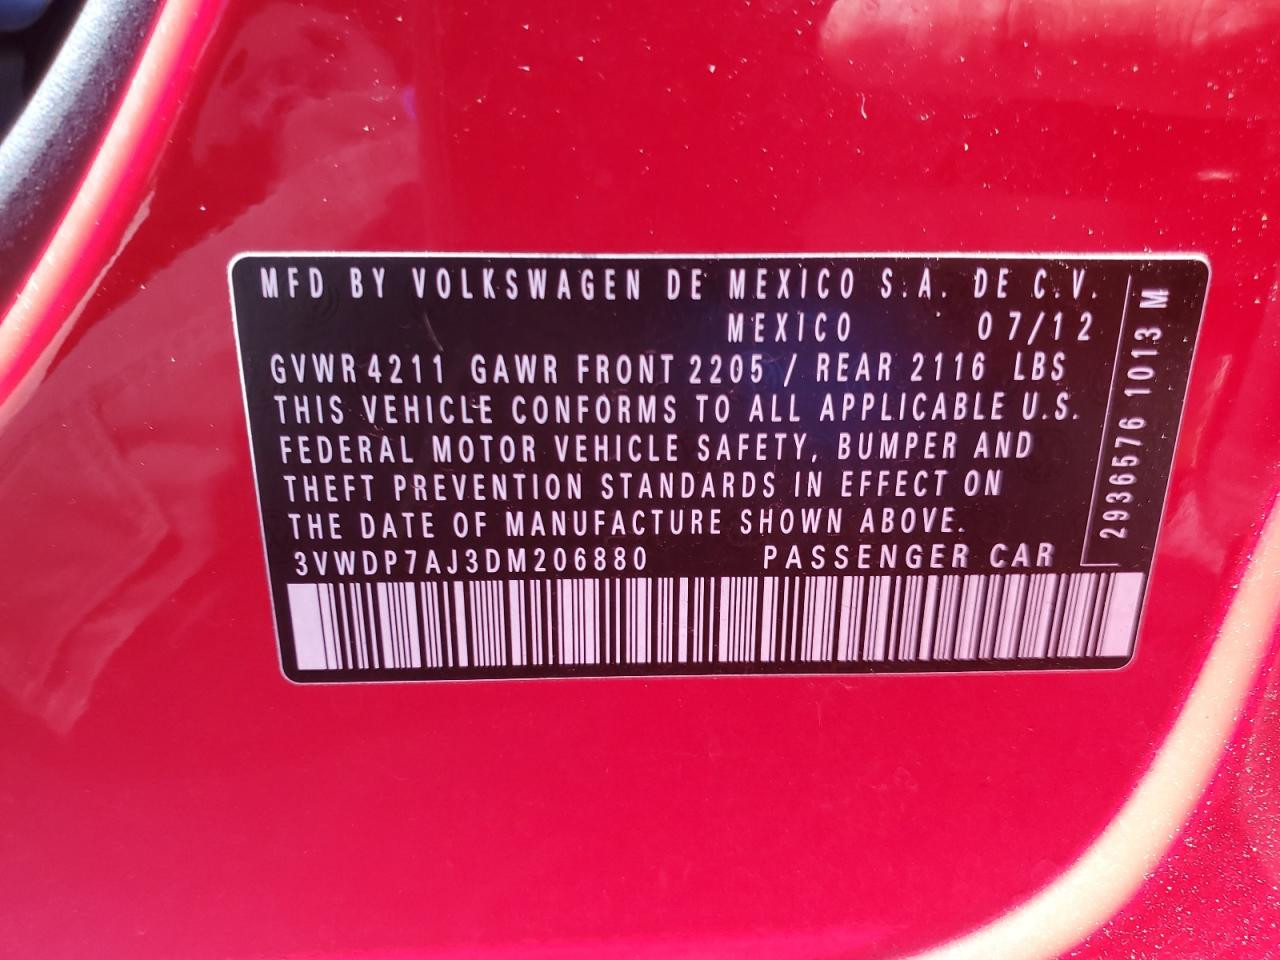 MFD BY VOLKSWAGEN DE MEXICO S.A. DE C.V.
MEXICO 07/12
GVWR 4211 GAWR FRONT 2205 / REAR 2116 LBS
THIS VEHICLE CONFORMS TO ALL APPLICABLE U.S.
FEDERAL MOTOR VEHICLE SAFETY, BUMPER AND
THEFT PREVENTION STANDARDS IN EFFECT ON
THE DATE OF MANUFACTURE SHOWN ABOVE.
3VWDP7AJ3DM206880 PASSENGER CAR
2936576 1013 M